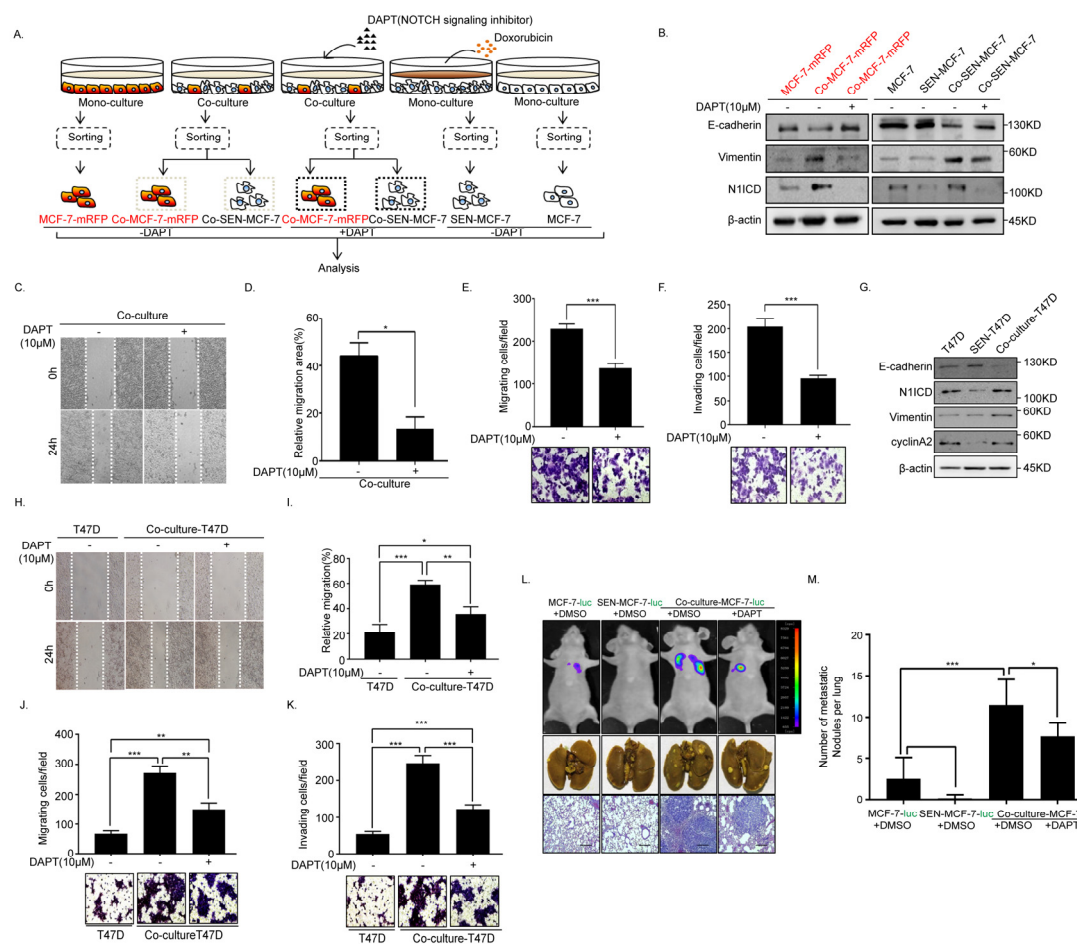 DAPT(NOTCH signaling inhibitor)
A.
Doxorubicin
Mono-culture
Co-culture
Co-culture
Mono-culture
Mono-culture
Sorting
Sorting
Sorting
Sorting
Sorting
MCF-7-mRFP
Co-MCF-7-mRFP
Co-SEN-MCF-7
Co-MCF-7-mRFP
Co-SEN-MCF-7
SEN-MCF-7
MCF-7
-DAPT
+DAPT
-DAPT
Analysis
B.
MCF-7-mRFP
Co-MCF-7-mRFP
Co-MCF-7-mRFP
MCF-7
SEN-MCF-7
Co-SEN-MCF-7
Co-SEN-MCF-7
DAPT(10μM) - - + - - - +
E-cadherin 130KD
Vimentin 60KD
N1ICD 100KD
β-actin 45KD
C.
Co-culture
DAPT - +
(10μM)
0h
24h
D.
Relative migration area(%)
60
40
20
0
*
DAPT(10μM) - +
Co-culture
E.
Migrating cells/field
300
200
100
0
***
DAPT(10μM) - +
F.
Invading cells/field
250
200
150
100
50
0
***
DAPT(10μM) - +
G.
T47D
SEN-T47D
Co-culture-T47D
E-cadherin 130KD
N1ICD 100KD
Vimentin 60KD
cyclinA2 60KD
β-actin 45KD
H.
T47D Co-culture-T47D
DAPT - - +
(10μM)
0h
24h
I.
Relative migration(%)
80
60
40
20
0
*
*** **
DAPT(10μM) - - +
T47D Co-culture-T47D
J.
Migrating cells/field
400
300
200
100
0
**
*** **
DAPT(10μM) - - +
T47D Co-cultureT47D
K.
Invading cells/field
300
200
100
0
***
*** ***
DAPT(10μM) - - +
T47D Co-culture-T47D
L.
MCF-7-luc SEN-MCF-7-luc Co-culture-MCF-7-luc
+DMSO +DMSO +DMSO +DAPT
M.
Number of metastatic
Nodules per lung
20
15
10
5
0
*** *
MCF-7-luc SEN-MCF-7-luc Co-culture-MCF-7
+DMSO +DMSO +DMSO +DAPT